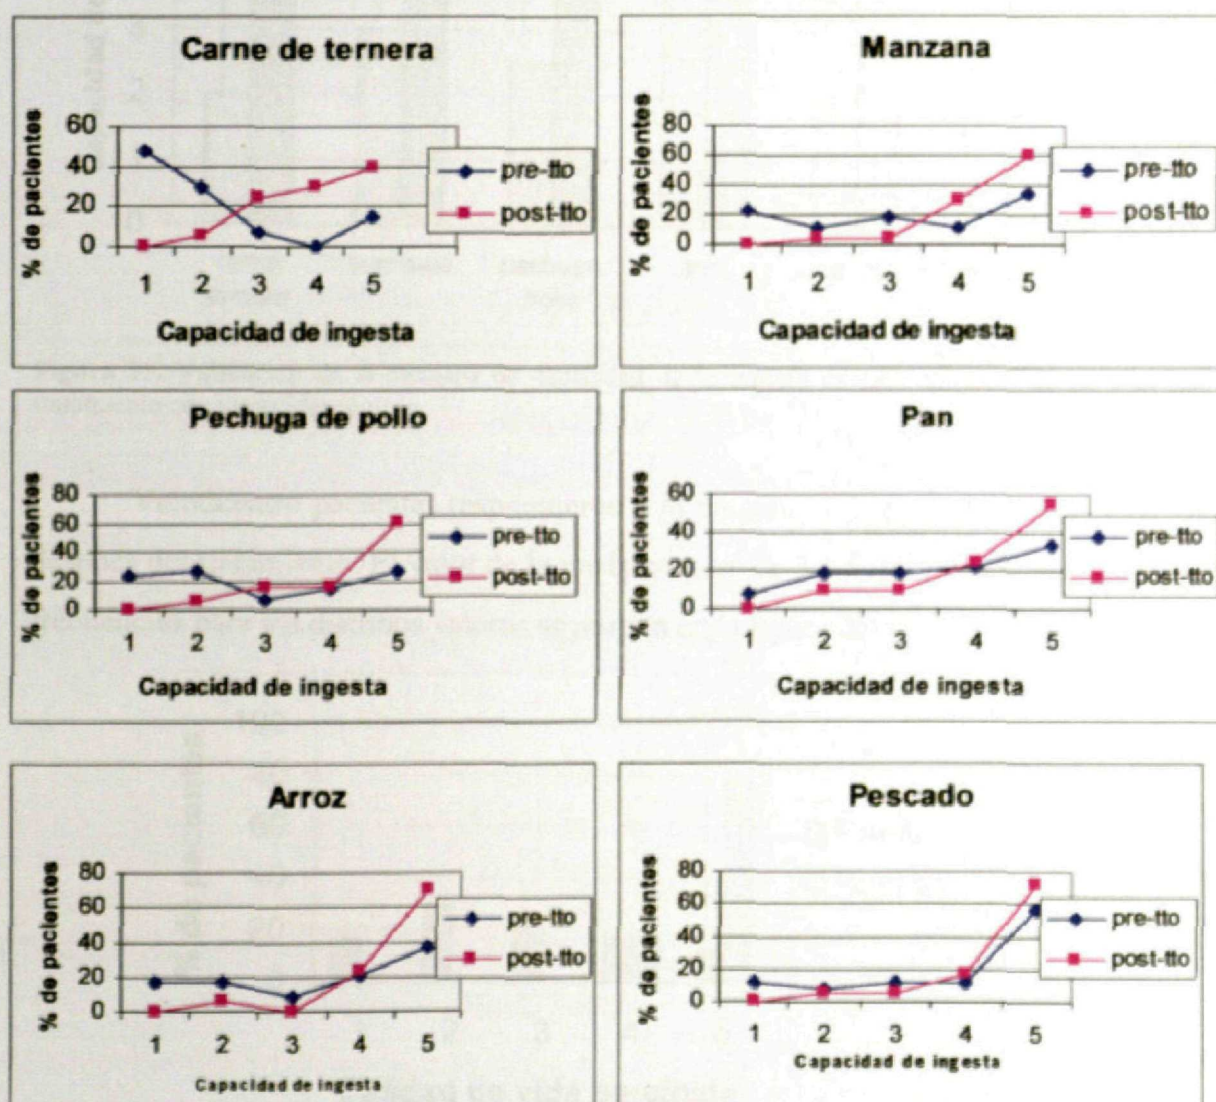 Carne de ternera
% de pacientes
60
40
20
0
1 2 3 4 5
Capacidad de ingesta
pre-tto
post-tto
Manzana
% de pacientes
80
60
40
20
0
1 2 3 4 5
Capacidad de ingesta
pre-tto
post-tto
Pechuga de pollo
% de pacientes
80
60
40
20
0
1 2 3 4 5
Capacidad de ingesta
pre-tto
post-tto
Pan
% de pacientes
60
40
20
0
1 2 3 4 5
Capacidad de ingesta
pre-tto
post-tto
Arroz
% de pacientes
80
60
40
20
0
1 2 3 4 5
Capacidad de ingesta
pre-tto
post-tto
Pescado
% de pacientes
80
60
40
20
0
1 2 3 4 5
Capacidad de ingesta
pre-tto
post-tto